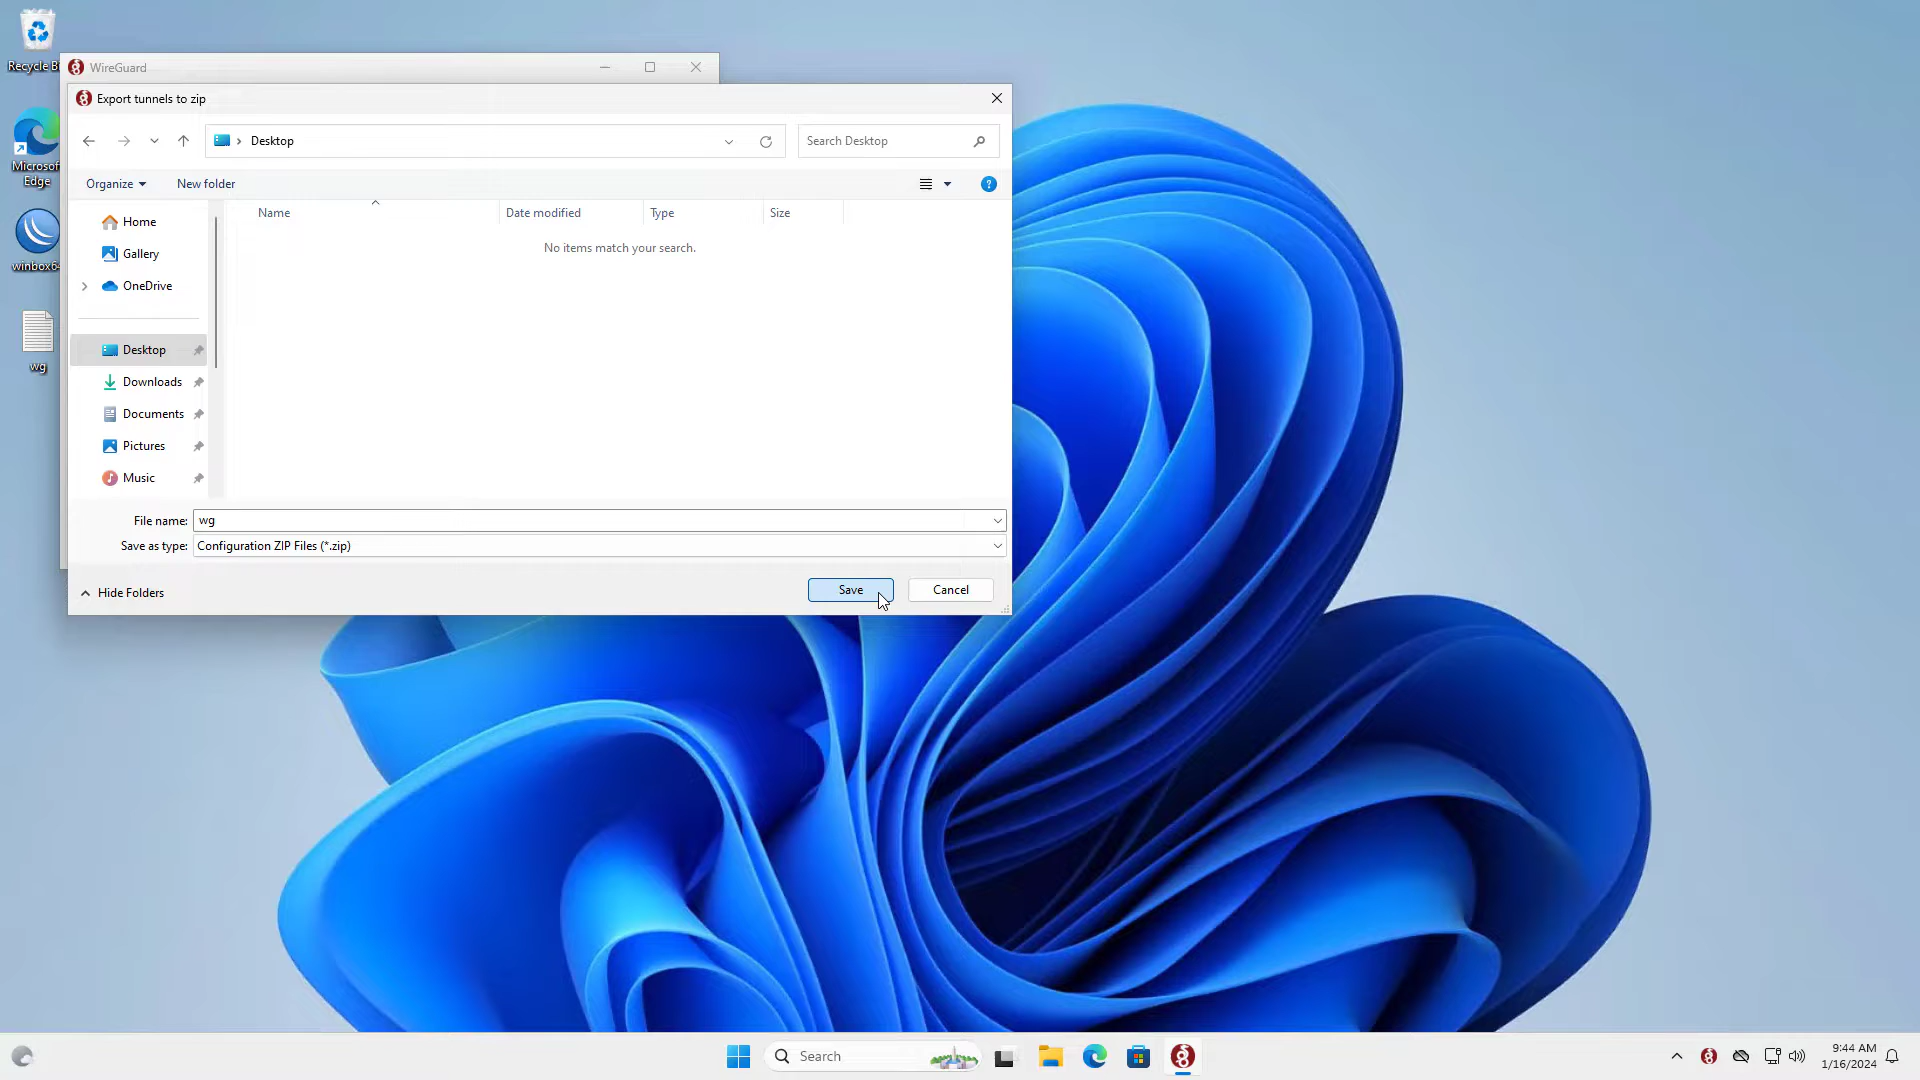 Recycle Bi
Microsof
Edge
winbox64
wg
WireGuard
Export tunnels to zip
Desktop
Search Desktop
Organize
New folder
Name
Date modified
Type
Size
No items match your search.
Home
Gallery
OneDrive
Desktop
Downloads
Documents
Pictures
Music
File name:
wg
Save as type:
Configuration ZIP Files (*.zip)
Hide Folders
Save
Cancel
Search
9:44 AM
1/16/2024